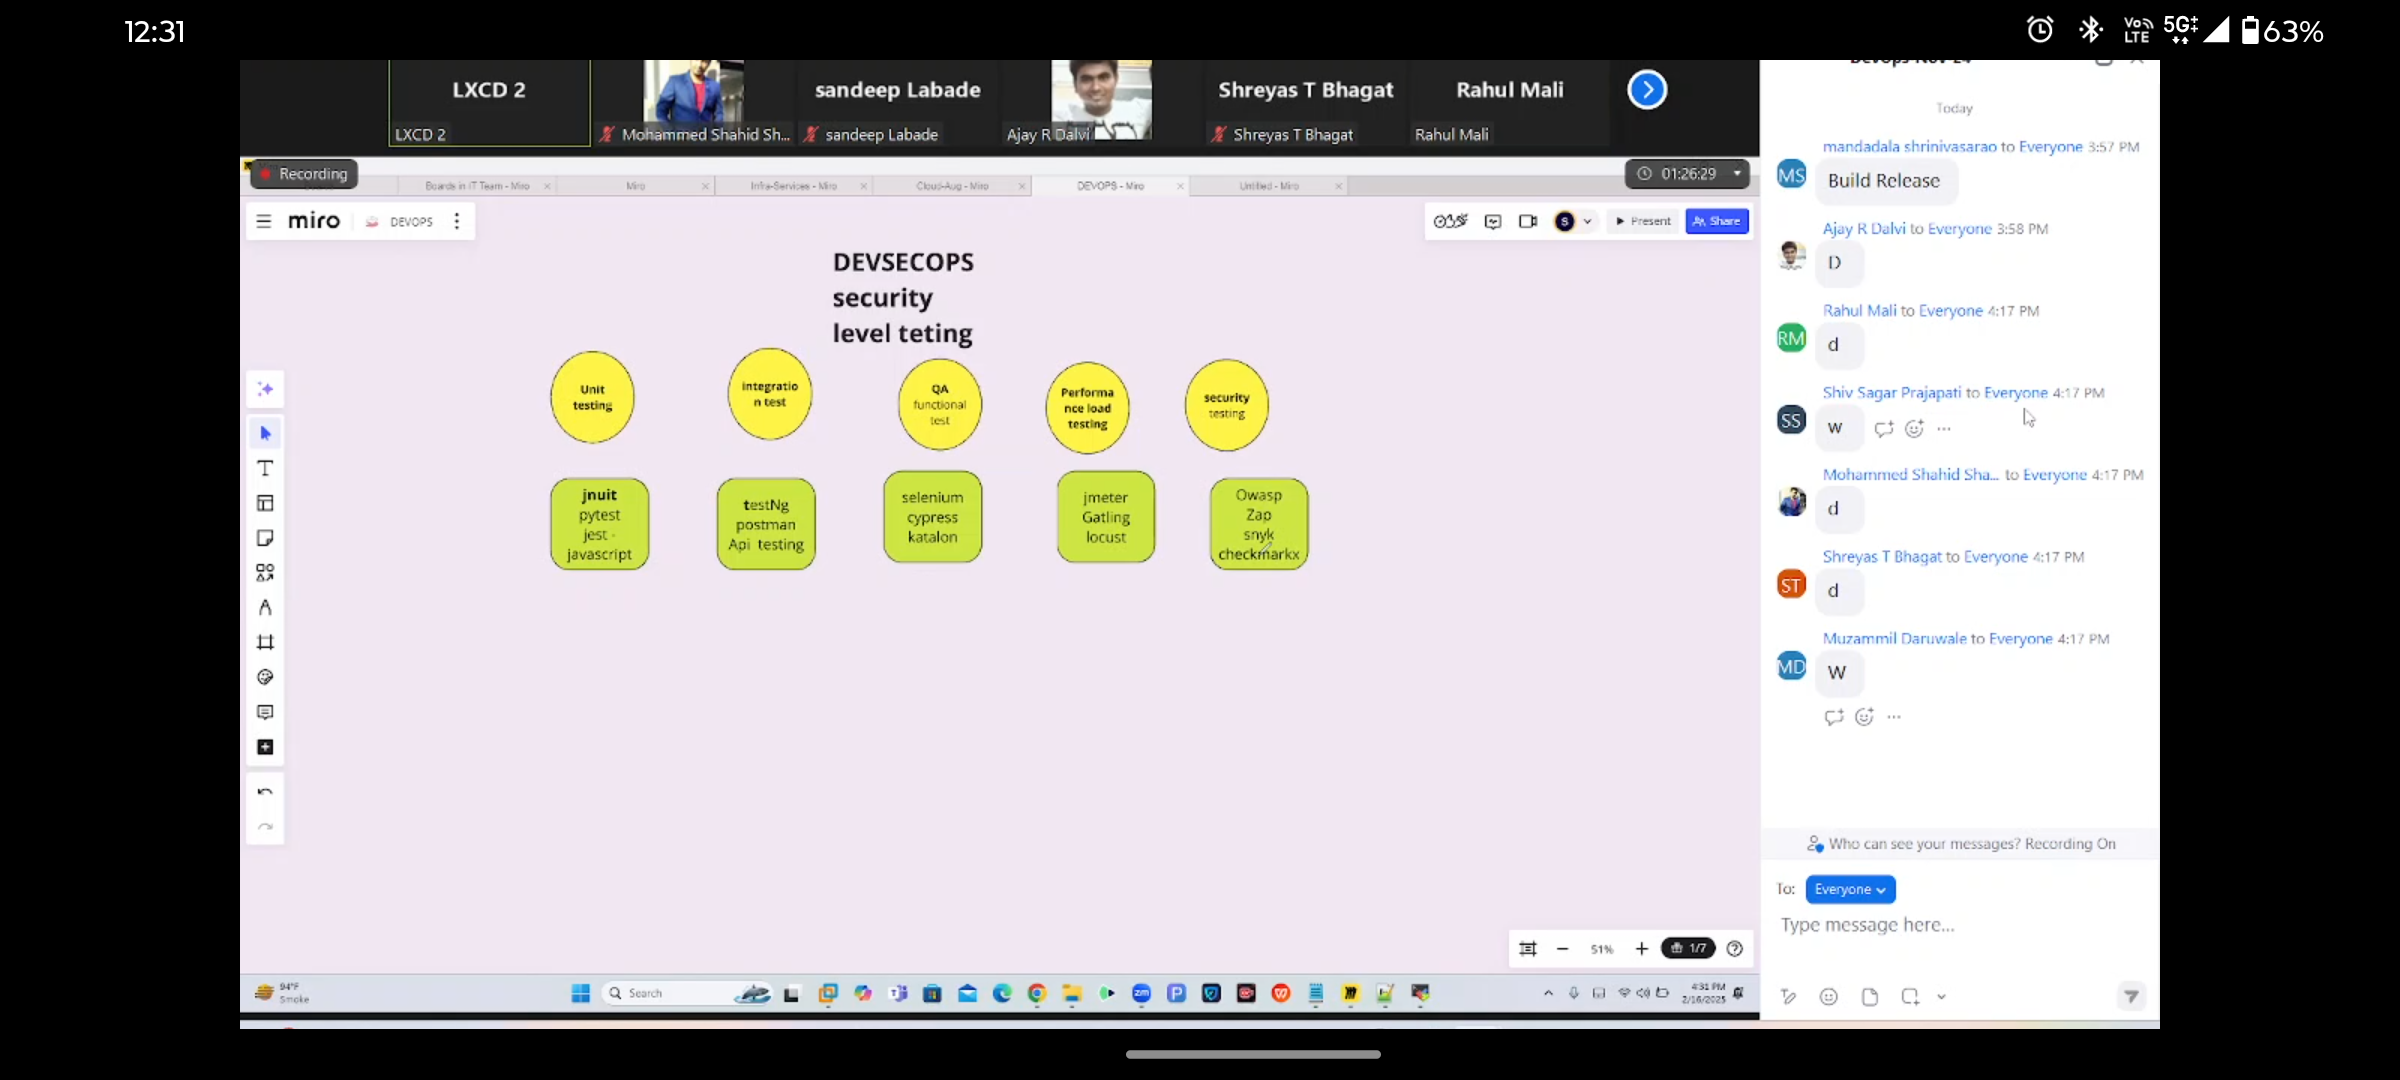 12:31
Vo LTE 5G 63%
LXCD 2
sandeep Labade
Shreyas T Bhagat
Rahul Mali
LXCD 2
Mohammed Shahid Sh...
sandeep Labade
Ajay R Dalvi
Shreyas T Bhagat
Rahul Mali
Recording
01:26:29
Boards in IT Team - Miro
Miro
Infra-Services - Miro
Cloud-Aug - Miro
DEVOPS - Miro
Untitled - Miro
miro
DEVOPS
S
Present
Share
DEVSECOPS
security
level teting
Unit
testing
integratio
n test
QA
functional
test
Performa
nce load
testing
security
testing
jnuit
pytest
jest -
javascript
testNg
postman
Api testing
selenium
cypress
katalon
jmeter
Gatling
locust
Owasp
Zap
snyk
checkmarkx
51%
1/7
94°F
Smoke
Search
4:31 PM
2/16/2025
Today
mandadala shrinivasarao to Everyone 3:57 PM
MS
Build Release
Ajay R Dalvi to Everyone 3:58 PM
D
Rahul Mali to Everyone 4:17 PM
RM
d
Shiv Sagar Prajapati to Everyone 4:17 PM
SS
w
Mohammed Shahid Sha... to Everyone 4:17 PM
d
Shreyas T Bhagat to Everyone 4:17 PM
ST
d
Muzammil Daruwale to Everyone 4:17 PM
MD
W
Who can see your messages? Recording On
To: Everyone
Type message here...